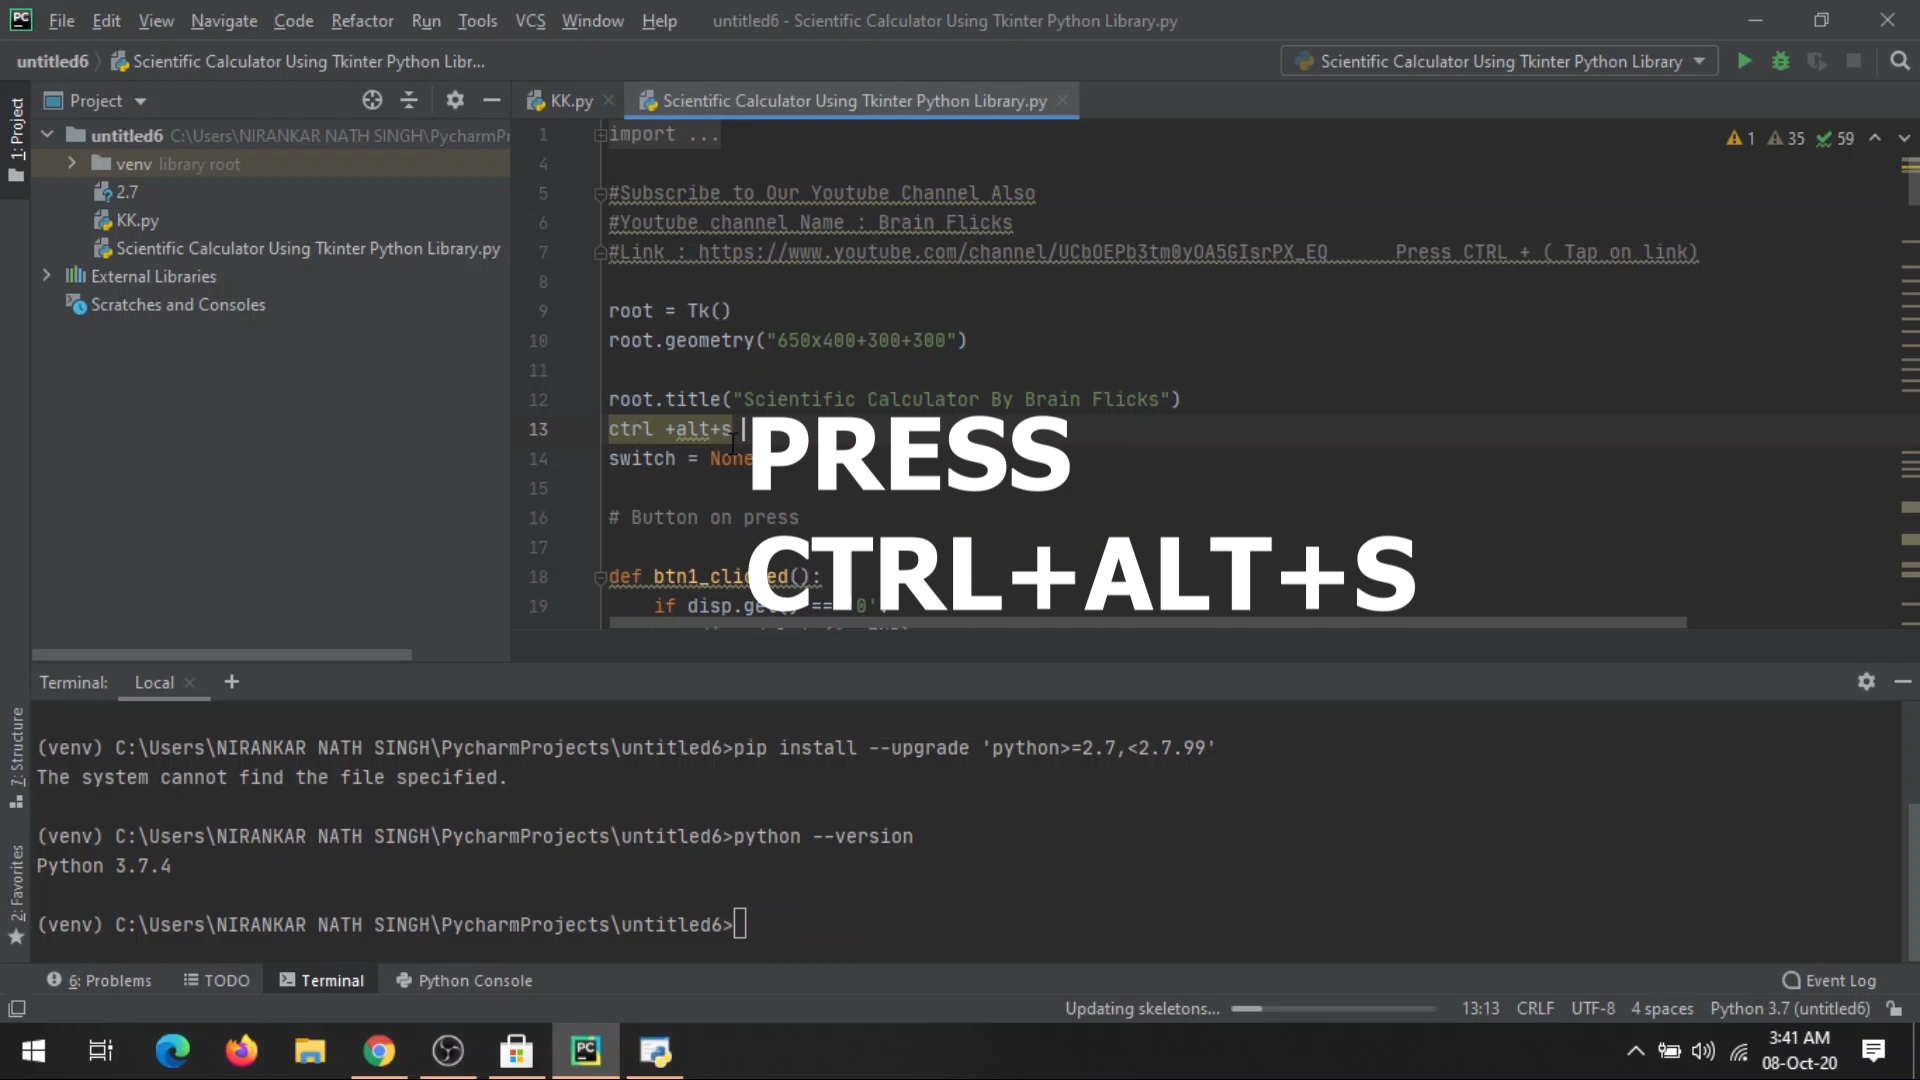 File Edit View Navigate Code Refactor Run Tools VCS Window Help untitled6 - Scientific Calculator Using Tkinter Python Library.py
untitled6 Scientific Calculator Using Tkinter Python Libr... Scientific Calculator Using Tkinter Python Library
1: Project
Project
untitled6 C:\Users\NIRANKAR NATH SINGH\PycharmPr
venv library root
2.7
KK.py
Scientific Calculator Using Tkinter Python Library.py
External Libraries
Scratches and Consoles
KK.py Scientific Calculator Using Tkinter Python Library.py
1 35 59
1 import ...
4
5 #Subscribe to Our Youtube Channel Also
6 #Youtube channel Name : Brain Flicks
7 #Link : https://www.youtube.com/channel/UCbOEPb3tm0yOA5GIsrPX_EQ Press CTRL + ( Tap on link)
8
9 root = Tk()
10 root.geometry("650x400+300+300")
11
12 root.title("Scientific Calculator By Brain Flicks")
13 ctrl +alt+s
14 switch = None
15
16 # Button on press
17
18 def btn1_clicked():
19 if disp.get() == '0':
PRESS
CTRL+ALT+S
Terminal: Local +
(venv) C:\Users\NIRANKAR NATH SINGH\PycharmProjects\untitled6>pip install --upgrade 'python>=2.7,<2.7.99'
The system cannot find the file specified.
(venv) C:\Users\NIRANKAR NATH SINGH\PycharmProjects\untitled6>python --version
Python 3.7.4
(venv) C:\Users\NIRANKAR NATH SINGH\PycharmProjects\untitled6>
7: Structure
2: Favorites
6: Problems TODO Terminal Python Console Event Log
Updating skeletons... 13:13 CRLF UTF-8 4 spaces Python 3.7 (untitled6)
3:41 AM
08-Oct-20